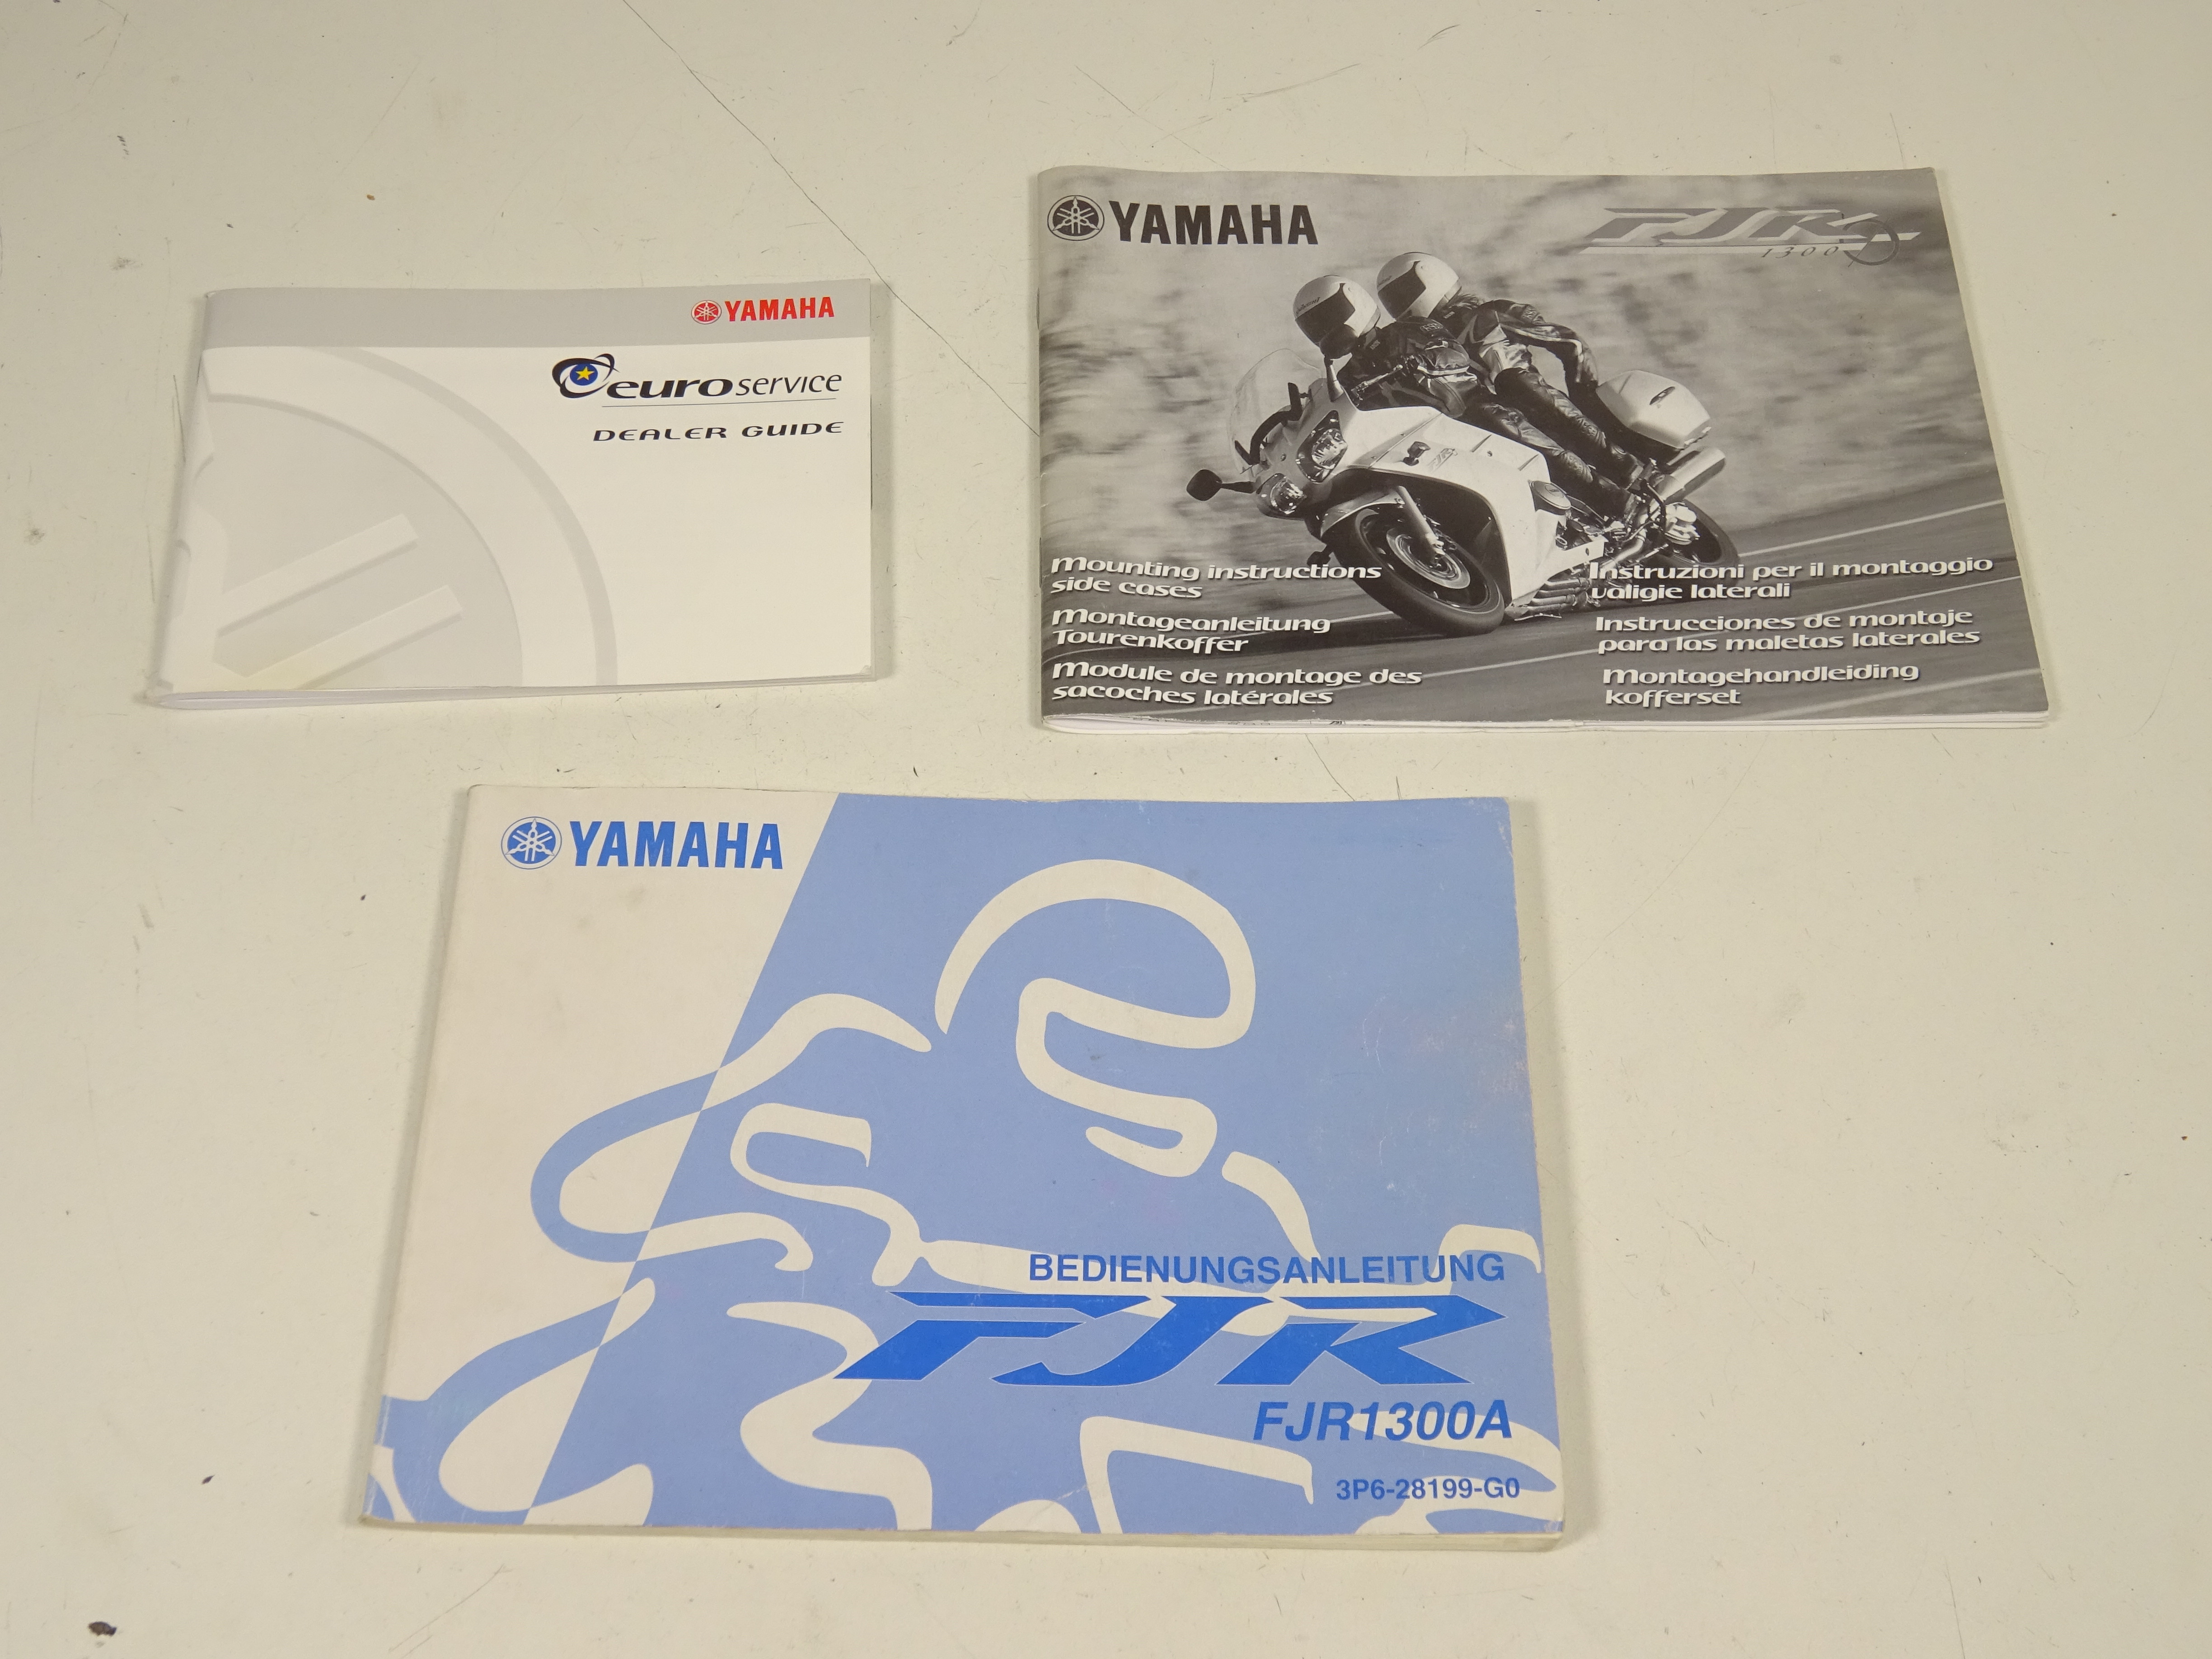 YAMAHA
euro service
DEALER GUIDE
YAMAHA
FJR
1300
Mounting instructions
side cases
Montageanleitung
Tourenkoffer
Module de montage des
sacoches latérales
Instruzioni per il montaggio
valigie laterali
Instrucciones de montaje
para las maletas laterales
Montagehandleiding
kofferset
YAMAHA
BEDIENUNGSANLEITUNG
FJR
FJR1300A
3P6-28199-G0